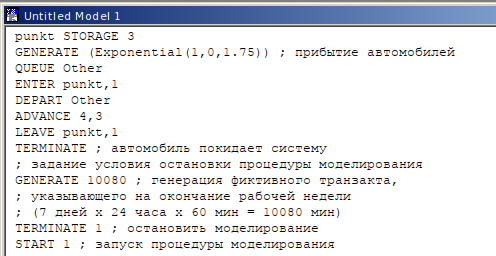 Untitled Model 1
punkt STORAGE 3
GENERATE (Exponential(1,0,1.75)) ; прибытие автомобилей
QUEUE Other
ENTER punkt,1
DEPART Other
ADVANCE 4,3
LEAVE punkt,1
TERMINATE ; автомобиль покидает систему
; задание условия остановки процедуры моделирования
GENERATE 10080 ; генерация фиктивного транзакта,
; указывающего на окончание рабочей недели
; (7 дней х 24 часа х 60 мин = 10080 мин)
TERMINATE 1 ; остановить моделирование
START 1 ; запуск процедуры моделирования